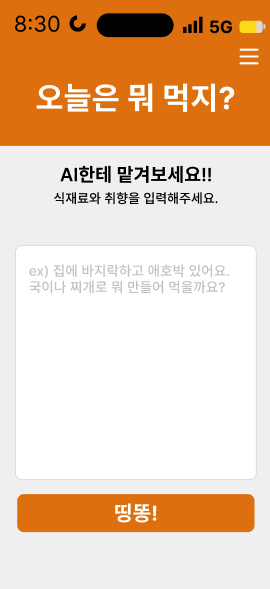 8:30
5G
오늘은 뭐 먹지?
AI한테 맡겨보세요!!
식재료와 취향을 입력해주세요.
ex) 집에 바지락하고 애호박 있어요.
국이나 찌개로 뭐 만들어 먹을까요?
띵똥!